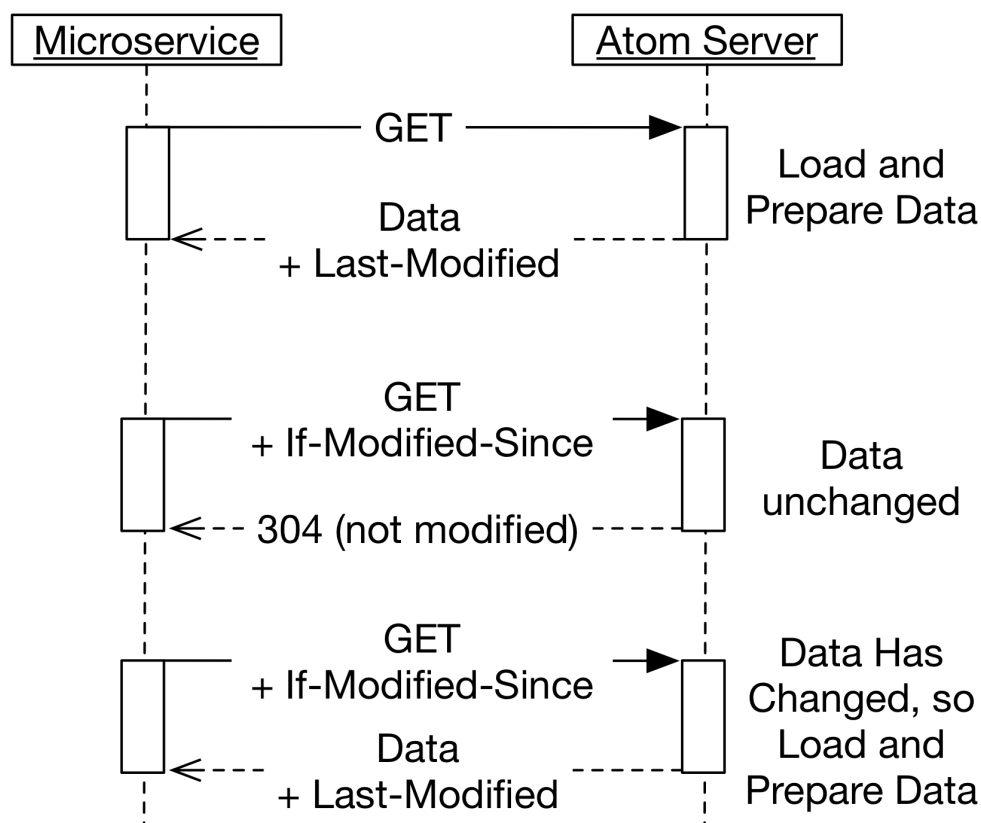 Microservice
Atom Server
GET
Load and
Prepare Data
Data
+ Last-Modified
GET
+ If-Modified-Since
Data
unchanged
304 (not modified)
GET
+ If-Modified-Since
Data Has
Changed, so
Load and
Prepare Data
Data
+ Last-Modified